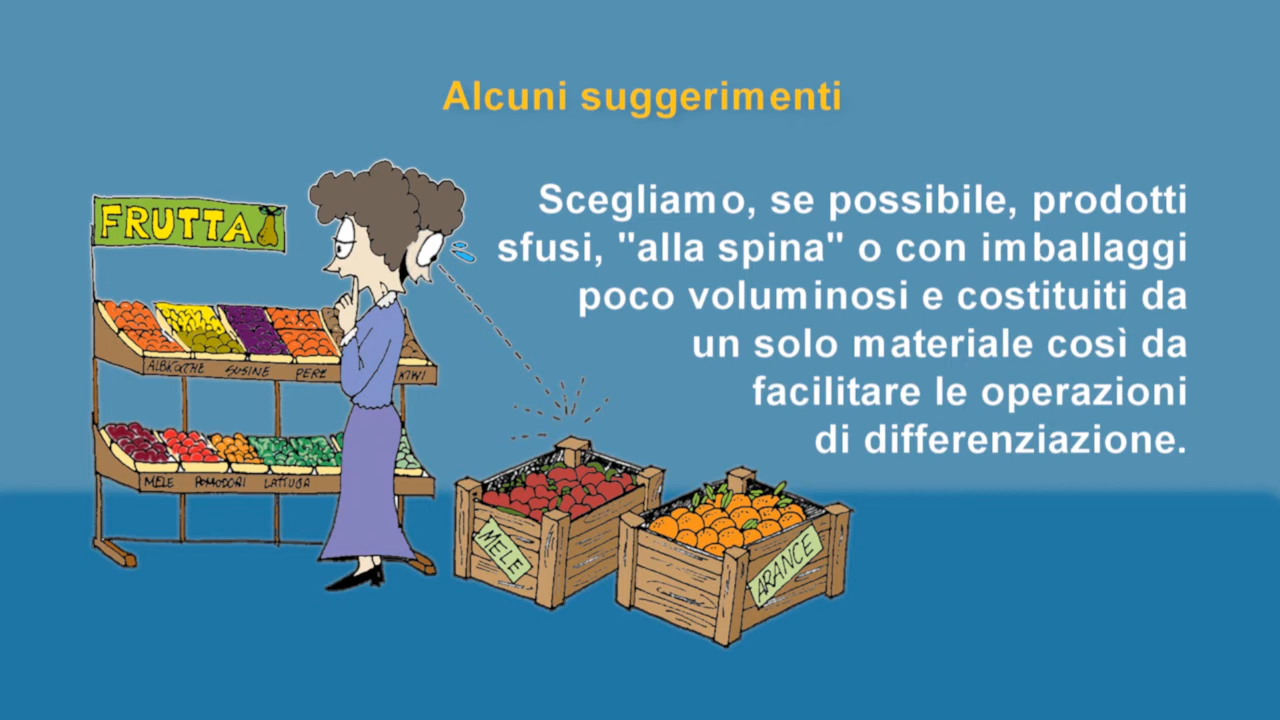 Alcuni suggerimenti
Scegliamo, se possibile, prodotti
sfusi, "alla spina" o con imballaggi
poco voluminosi e costituiti da
un solo materiale così da
facilitare le operazioni
di differenziazione.
FRUTTA
ALBICOCCHE SUSINE PERE KIWI
MELE POMODORI LATTUGA
MELE
ARANCE